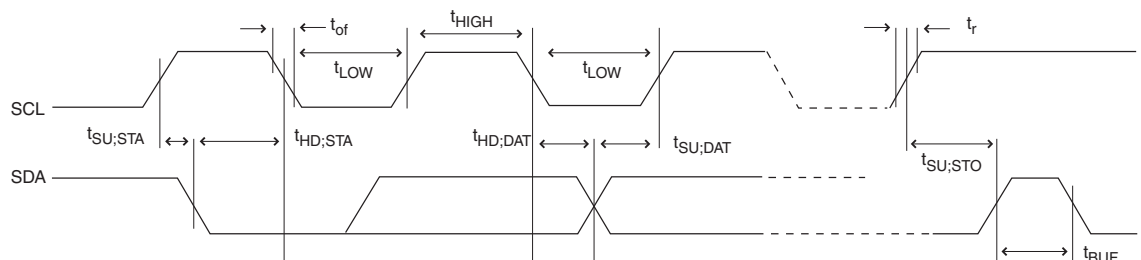 t_of
t_HIGH
t_r
t_LOW
t_LOW
SCL
t_SU;STA
t_HD;STA
t_HD;DAT
t_SU;DAT
t_SU;STO
SDA
t_BUF